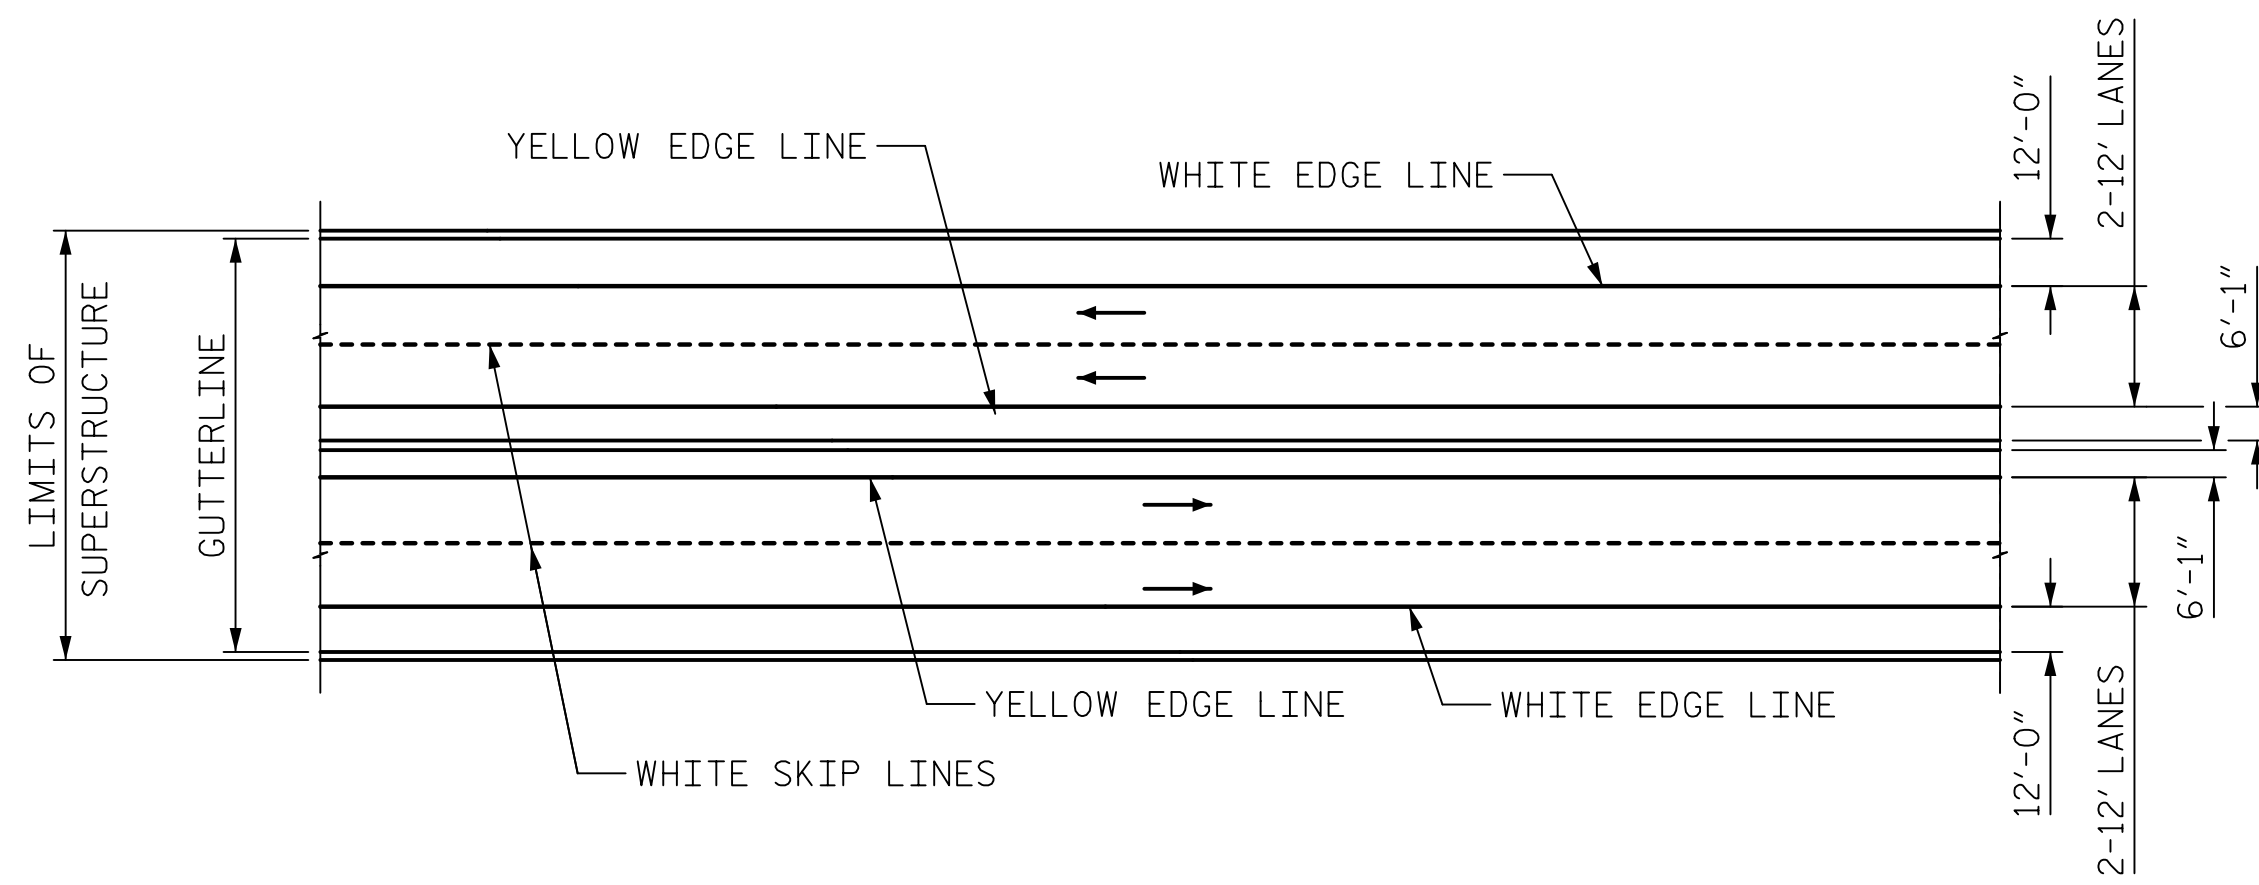 YELLOW EDGE LINE
WHITE EDGE LINE
12'-0"
2-12' LANES
6'-1"
LIMITS OF
SUPERSTRUCTURE
GUTTERLINE
6'-1"
YELLOW EDGE LINE
WHITE EDGE LINE
WHITE SKIP LINES
12'-0"
2-12' LANES